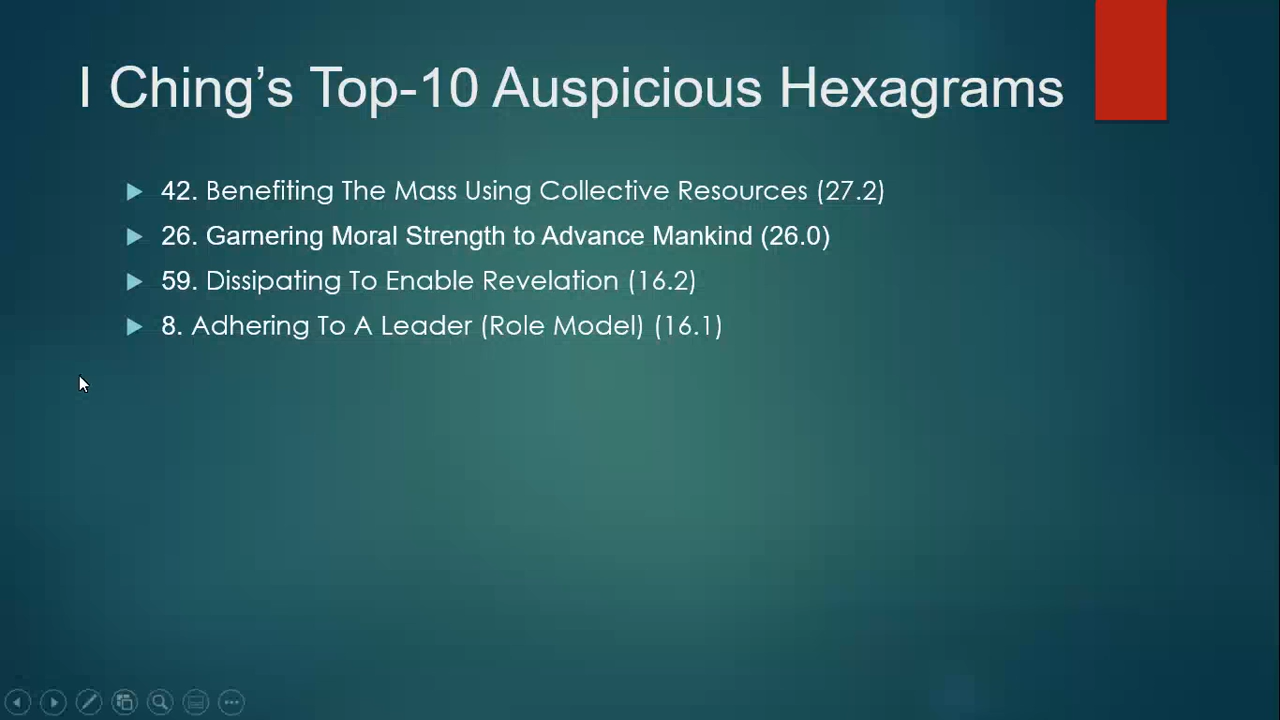 I Ching’s Top-10 Auspicious Hexagrams
42. Benefiting The Mass Using Collective Resources (27.2)
26. Garnering Moral Strength to Advance Mankind (26.0)
59. Dissipating To Enable Revelation (16.2)
8. Adhering To A Leader (Role Model) (16.1)